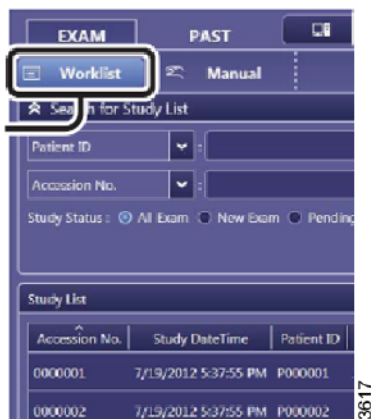 EXAM PAST
Worklist Manual
Search for Study List
Patient ID :
Accession No. :
Study Status : All Exam New Exam Pending
Study List
Accession No. Study DateTime Patient ID
0000001 7/19/2012 5:37:55 PM P000001
0000002 7/19/2012 5:37:55 PM P000002
3617